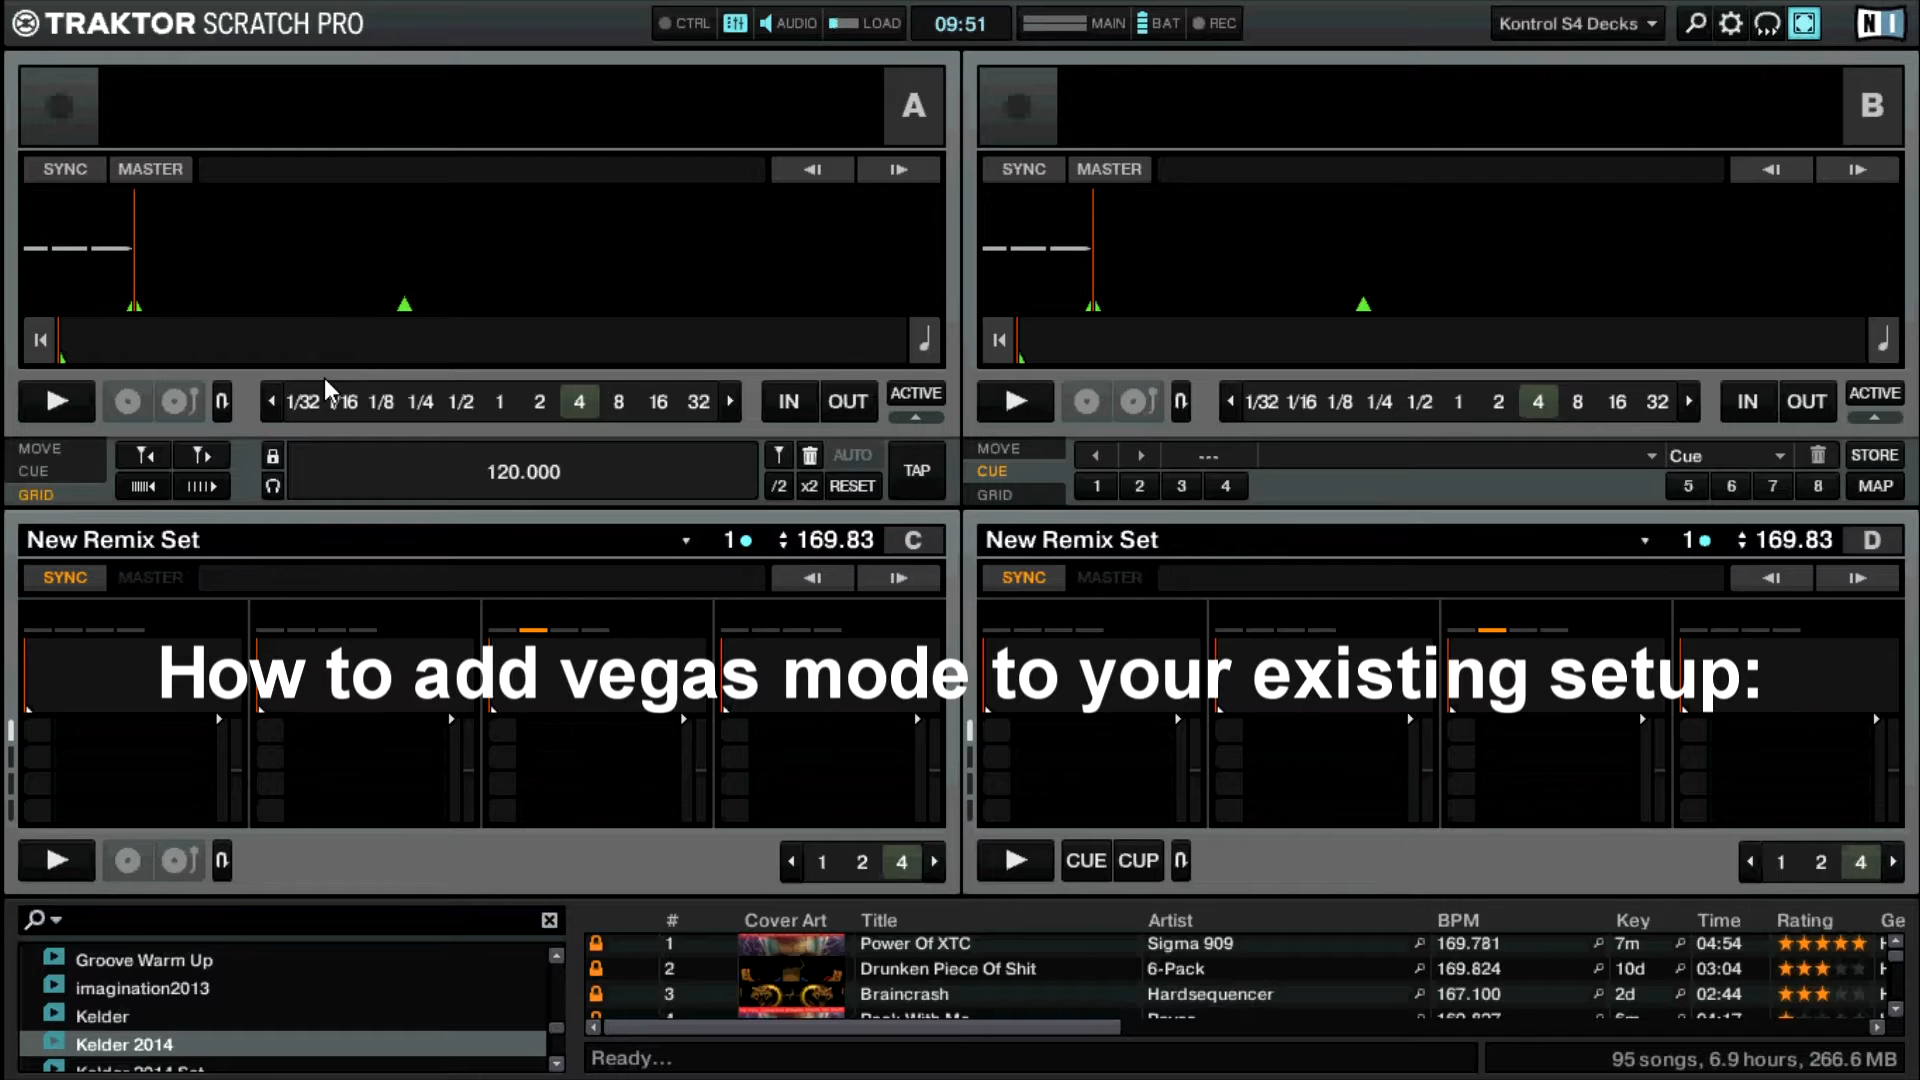 TRAKTOR SCRATCH PRO
CTRL AUDIO LOAD 09:51 MAIN BAT REC Kontrol S4 Decks
A
SYNC MASTER
1/32 1/16 1/8 1/4 1/2 1 2 4 8 16 32 IN OUT ACTIVE
MOVE
CUE
GRID
120.000
AUTO
/2 x2 RESET
TAP
B
SYNC MASTER
1/32 1/16 1/8 1/4 1/2 1 2 4 8 16 32 IN OUT ACTIVE
MOVE
CUE
GRID
--- Cue STORE
1 2 3 4 5 6 7 8 MAP
New Remix Set 1 169.83 C
SYNC MASTER
New Remix Set 1 169.83 D
SYNC MASTER
How to add vegas mode to your existing setup:
1 2 4
CUE CUP 1 2 4
Groove Warm Up
imagination2013
Kelder
Kelder 2014
Kelder 2014 Set
# Cover Art Title Artist BPM Key Time Rating Ge
1 Power Of XTC Sigma 909 169.781 7m 04:54
2 Drunken Piece Of Shit 6-Pack 169.824 10d 03:04
3 Braincrash Hardsequencer 167.100 2d 02:44
Ready...
95 songs, 6.9 hours, 266.6 MB